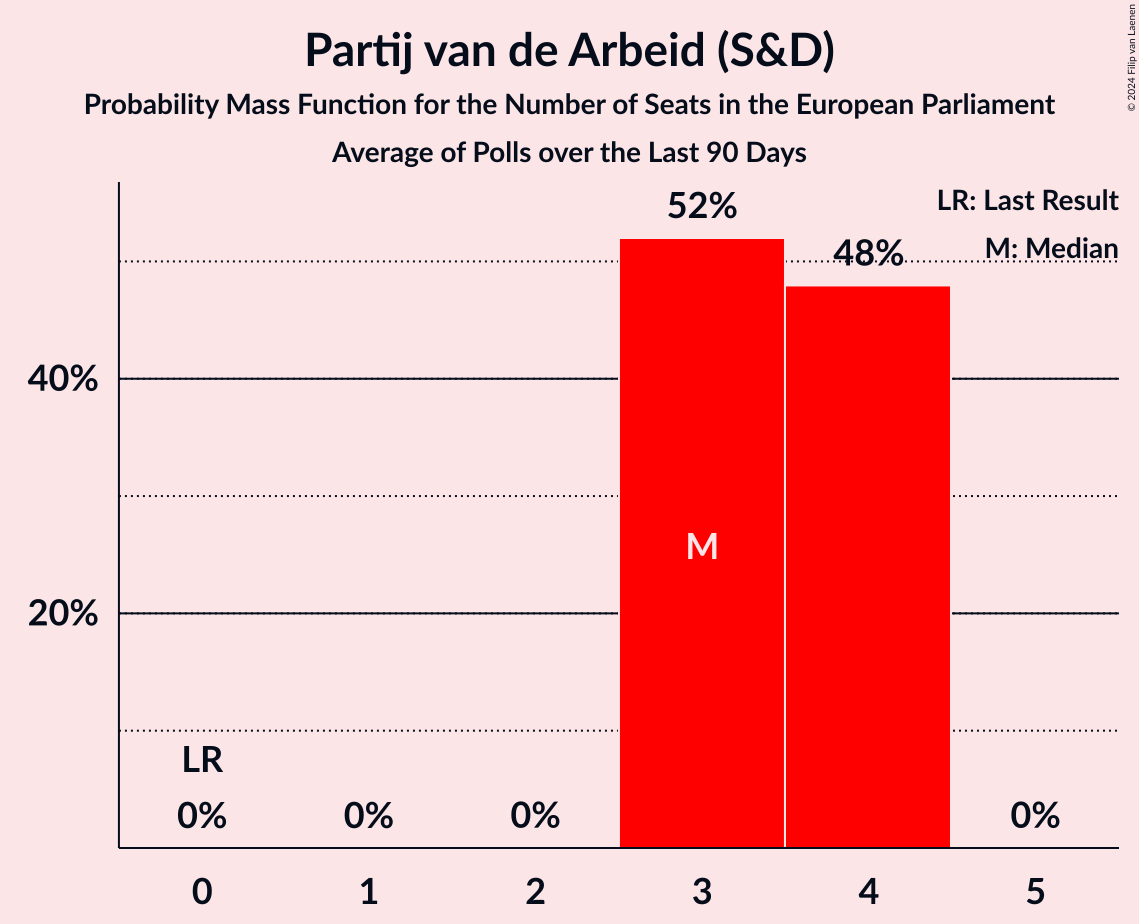 Partij van de Arbeid (S&D)
Probability Mass Function for the Number of Seats in the European Parliament
Average of Polls over the Last 90 Days
© 2024 Filip van Laenen
LR: Last Result
M: Median
52%
48%
40%
20%
M
LR
0%
0%
0%
0%
0
1
2
3
4
5